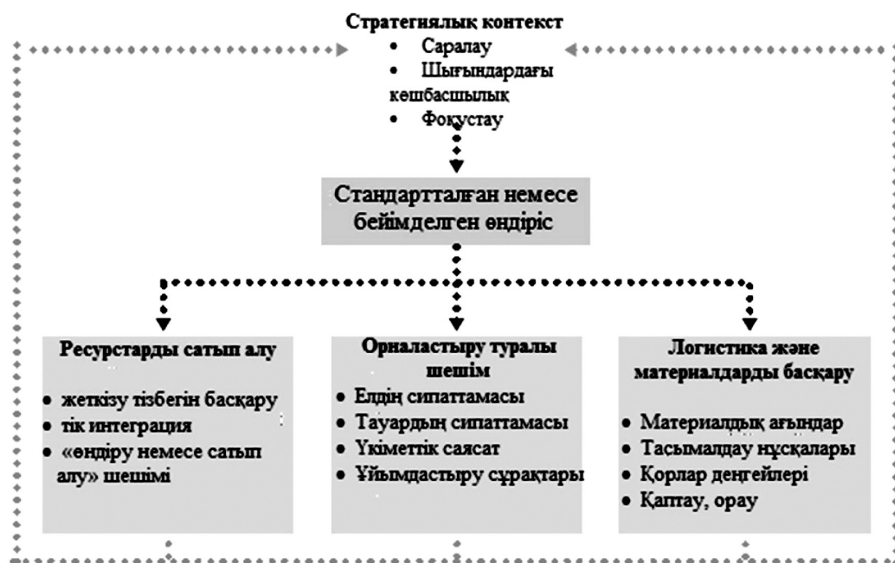 Стратегиялық контекст
• Саралау
• Шығындардағы
көшбасшылық
• Фокустау
Стандартталған немесе
бейімделген өндіріс
Ресурстарды сатып алу
• жеткізу тізбегін басқару
• тік интеграция
• «өндіру немесе сатып
алу» шешімі
Орналастыру туралы
шешім
• Елдің сипаттамасы
• Тауардың сипаттамасы
• Үкіметтік саясат
• Ұйымдастыру сұрақтары
Логистика және
материалдарды басқару
• Материалдық ағындар
• Тасымалдау нұсқалары
• Қорлар деңгейлері
• Қаптау, орау